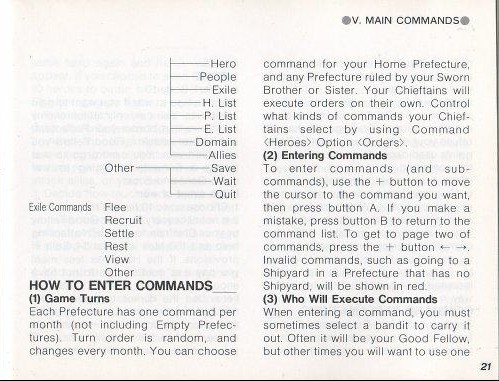 ●V. MAIN COMMANDS●
Hero
People
Exile
H. List
P. List
E. List
Domain
Allies
Other Save
Wait
Quit
Exile Commands Flee
Recruit
Settle
Rest
View
Other
HOW TO ENTER COMMANDS
(1) Game Turns
Each Prefecture has one command per
month (not including Empty Prefec-
tures). Turn order is random, and
changes every month. You can choose
command for your Home Prefecture,
and any Prefecture ruled by your Sworn
Brother or Sister. Your Chieftains will
execute orders on their own. Control
what kinds of commands your Chief-
tains select by using Command
<Heroes> Option <Orders>.
(2) Entering Commands
To enter commands (and sub-
commands), use the + button to move
the cursor to the command you want,
then press button A. If you make a
mistake, press button B to return to the
command list. To get to page two of
commands, press the + button ← →.
Invalid commands, such as going to a
Shipyard in a Prefecture that has no
Shipyard, will be shown in red.
(3) Who Will Execute Commands
When entering a command, you must
sometimes select a bandit to carry it
out. Often it will be your Good Fellow,
but other times you will want to use one
21